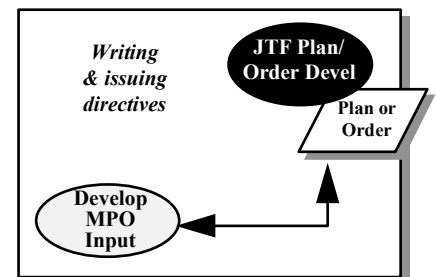 Writing
& issuing
directives
JTF Plan/
Order Devel
Plan or
Order
Develop
MPO
Input